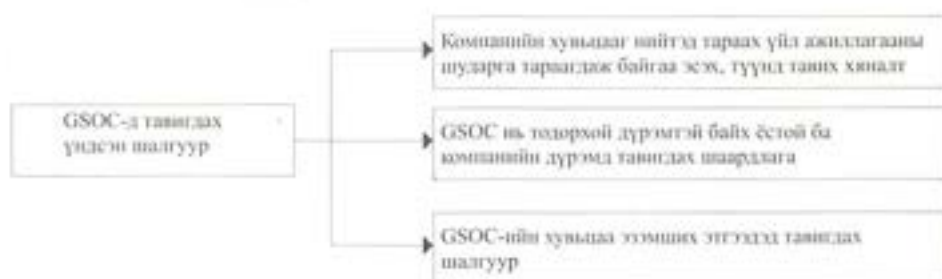 Компанийн хувьцааг нийтэд тараах үйл ажиллагааны
шударга тараагдаж байгаа эсэх, түүнд тавих хяналт
GSOC-д тавигдах
үндсэн шалгуур
GSOC нь тодорхой дүрэмтэй байх ёстой ба
компанийн дүрэмд тавигдах шаардлага
GSOC-ийн хувьцаа эзэмших этгээдэд тавигдах
шалгуур